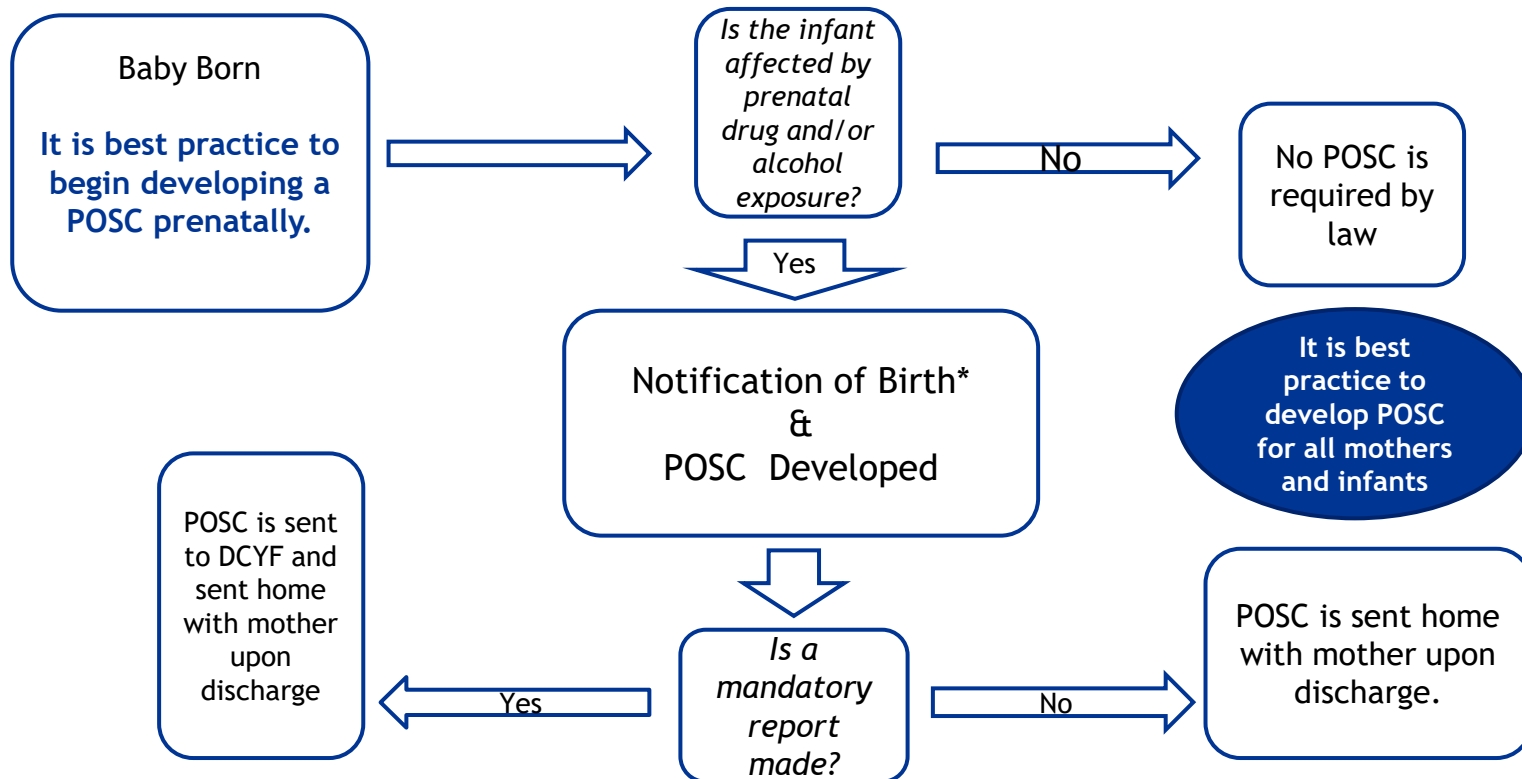 Baby Born
It is best practice to
begin developing a
POSC prenatally.
Is the infant
affected by
prenatal
drug and/or
alcohol
exposure?
No
No POSC is
required by
law
Yes
It is best
practice to
develop POSC
for all mothers
and infants
Notification of Birth*
&
POSC Developed
POSC is sent
to DCYF and
sent home
with mother
upon
discharge
Yes
Is a
mandatory
report
made?
No
POSC is sent home
with mother upon
discharge.